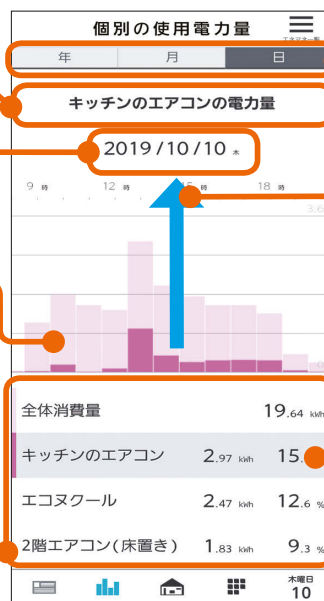 個別の使用電力量
年 月 日
キッチンのエアコンの電力量
2019/10/10 木
9 時 12 時 15 時 18 時
3.6
全体消費量 19.64 kWh
キッチンのエアコン 2.97 kWh 15.
エコヌクール 2.47 kWh 12.6 %
2階エアコン(床置き) 1.83 kWh 9.3 %
木曜日
10